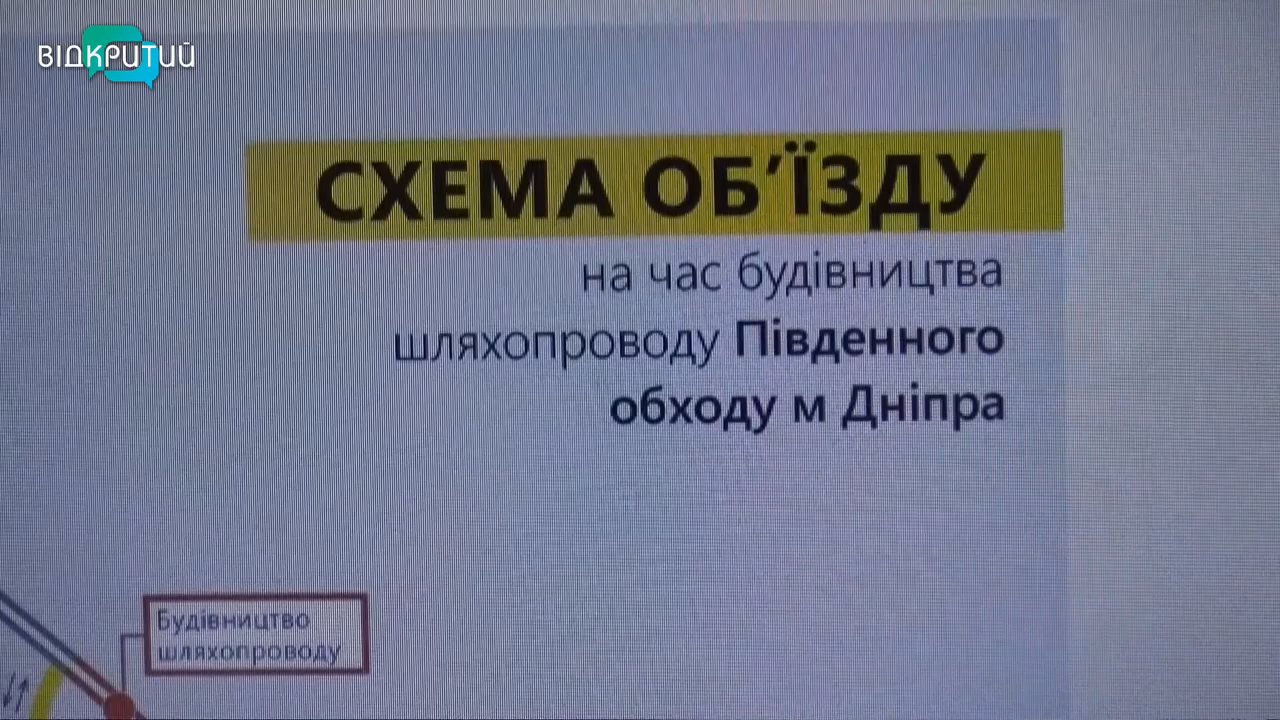 ВІДКРИТИЙ
СХЕМА ОБ’ЇЗДУ
на час будівництва
шляхопроводу Південного
обходу м Дніпра
Будівництво
шляхопроводу